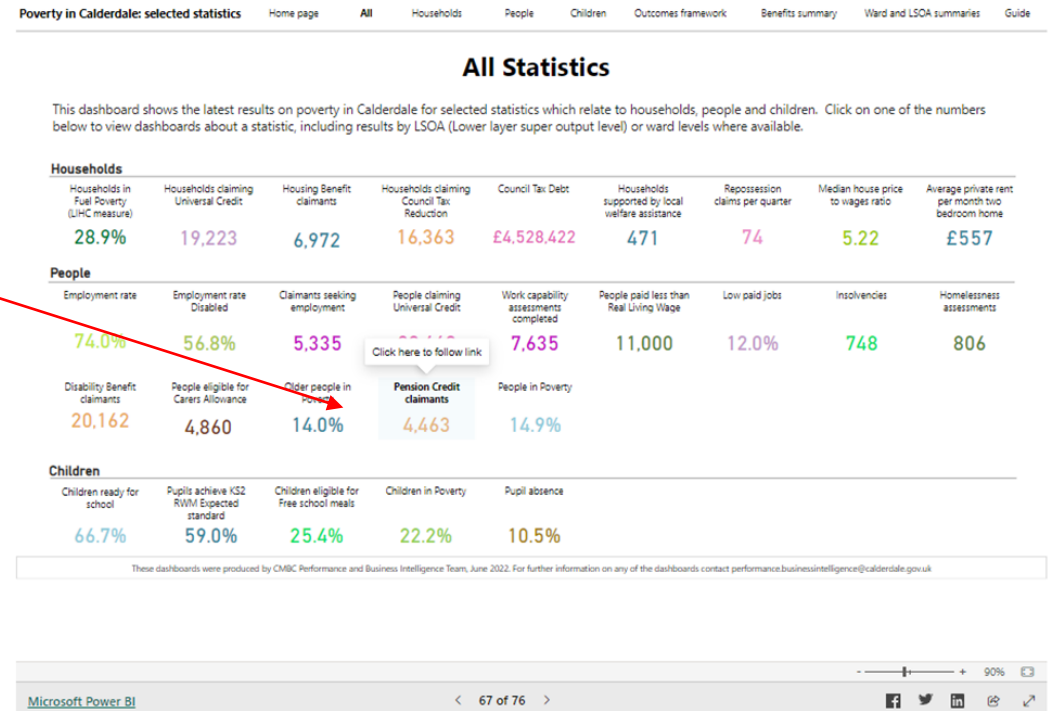 Poverty in Calderdale: selected statistics Home page All Households People Children Outcomes framework Benefits summary Ward and LSOA summaries Guide
All Statistics
This dashboard shows the latest results on poverty in Calderdale for selected statistics which relate to households, people and children. Click on one of the numbers
below to view dashboards about a statistic, including results by LSOA (Lower layer super output level) or ward levels where available.
Households
Households in
Fuel Poverty
(LIHC measure)
28.9%
Households claiming
Universal Credit
19,223
Housing Benefit
claimants
6,972
Households claiming
Council Tax
Reduction
16,363
Council Tax Debt
£4,528,422
Households
supported by local
welfare assistance
471
Repossession
claims per quarter
74
Median house price
to wages ratio
5.22
Average private rent
per month two
bedroom home
£557
People
Employment rate
74.0%
Employment rate
Disabled
56.8%
Claimants seeking
employment
5,335
People claiming
Universal Credit
Click here to follow link
Work capability
assessments
completed
7,635
People paid less than
Real Living Wage
11,000
Low paid jobs
12.0%
Insolvencies
748
Homelessness
assessments
806
Disability Benefit
claimants
20,162
People eligible for
Carers Allowance
4,860
Older people in
Poverty
14.0%
Pension Credit
claimants
4,463
People in Poverty
14.9%
Children
Children ready for
school
66.7%
Pupils achieve KS2
RWM Expected
standard
59.0%
Children eligible for
Free school meals
25.4%
Children in Poverty
22.2%
Pupil absence
10.5%
These dashboards were produced by CMBC Performance and Business Intelligence Team, June 2022. For further information on any of the dashboards contact performance.businessintelligence@calderdale.gov.uk
- + 90%
Microsoft Power BI < 67 of 76 >